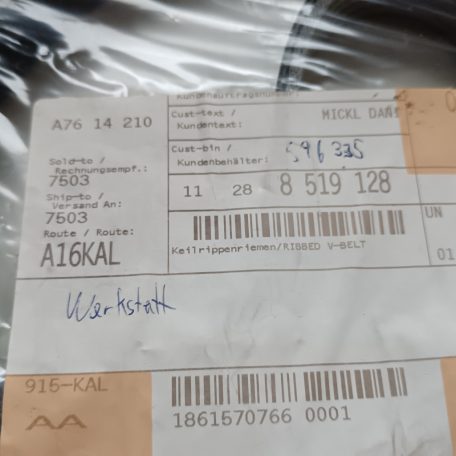 A76 14 210
Kundenauftragsnummer:
Cust-text /
Kundentext:
MICKL DAN
Cust-bin /
Kundenbehälter:
596335
Sold-to /
Rechnungsempf.:
7503
Ship-to /
Versand An:
7503
Route / Route:
A16KAL
11 28 8 519 128
Keilrippenriemen/RIBBED V-BELT
UN
01
Werkstatt
915-KAL
AA
1861570766 0001